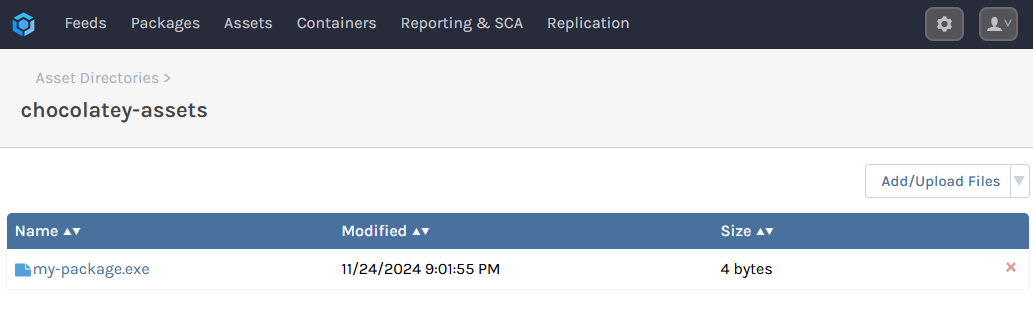 Feeds Packages Assets Containers Reporting & SCA Replication
Asset Directories >
chocolatey-assets
Add/Upload Files
Name Modified Size
my-package.exe 11/24/2024 9:01:55 PM 4 bytes